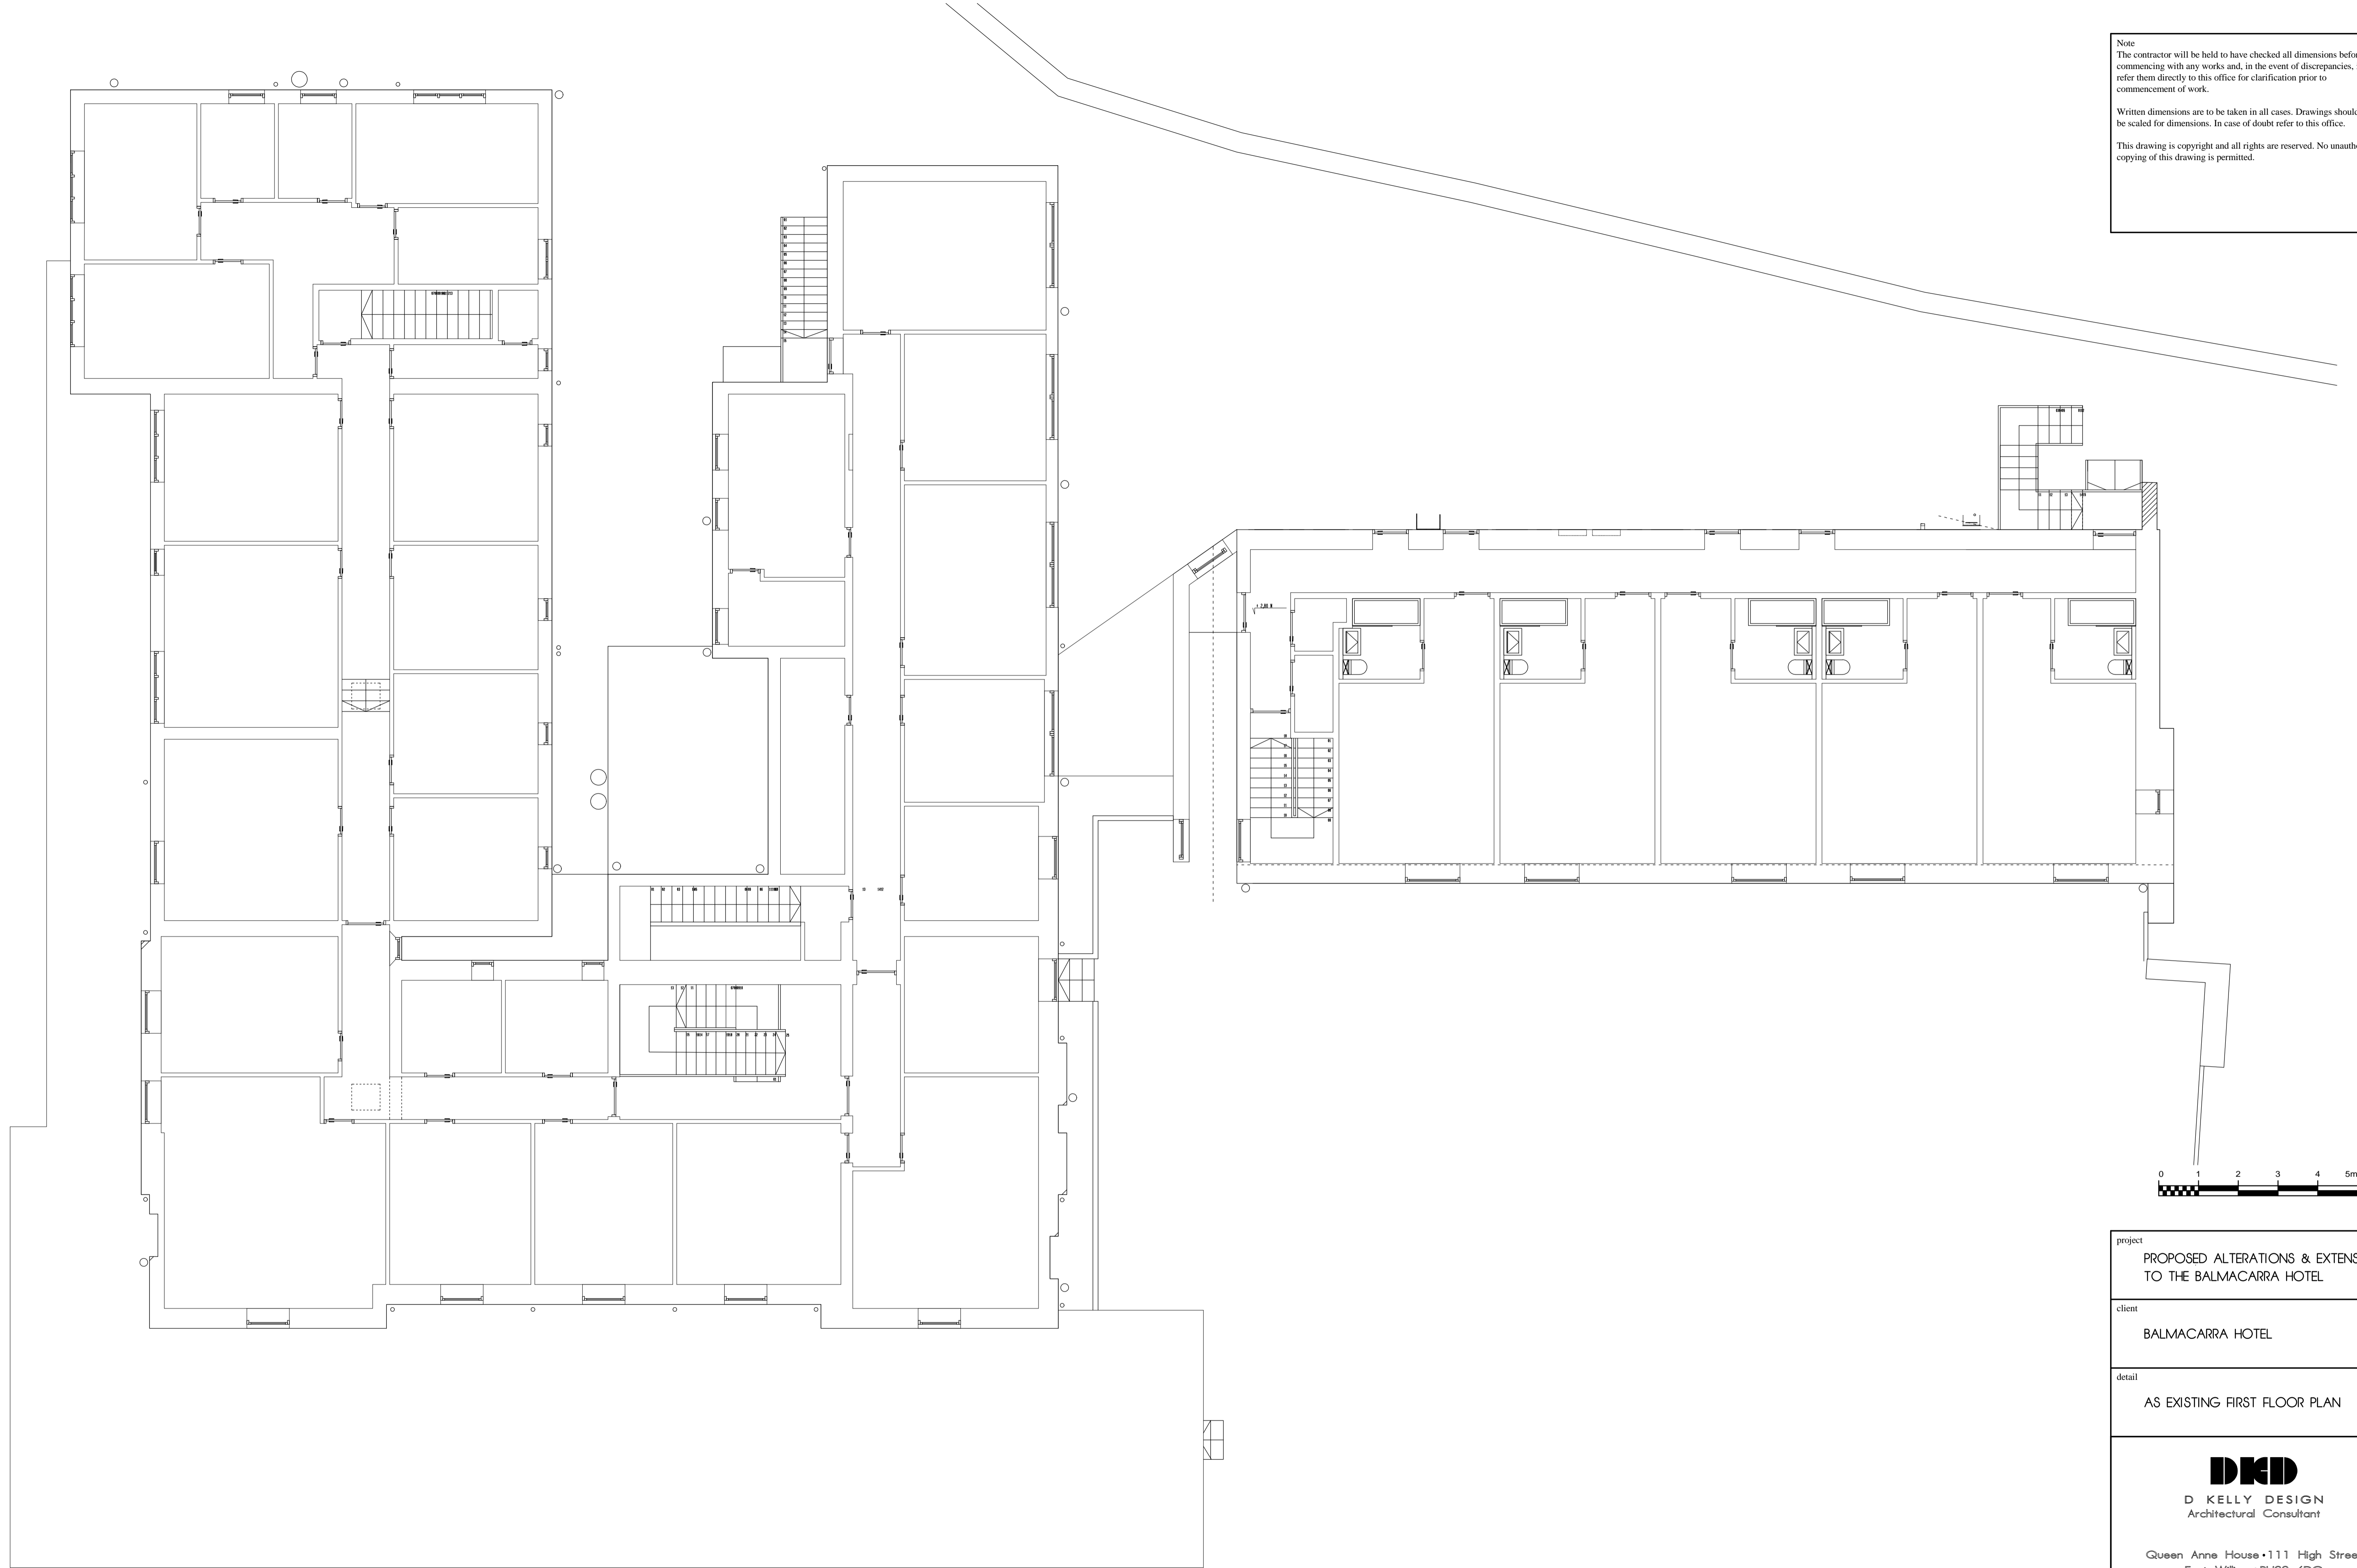 Note
The contractor will be held to have checked all dimensions befor
commencing with any works and, in the event of discrepancies,
refer them directly to this office for clarification prior to
commencement of work.
Written dimensions are to be taken in all cases. Drawings should
be scaled for dimensions. In case of doubt refer to this office.
This drawing is copyright and all rights are reserved. No unauth
copying of this drawing is permitted.
0 1 2 3 4 5m
project
PROPOSED ALTERATIONS & EXTENS
TO THE BALMACARRA HOTEL
client
BALMACARRA HOTEL
detail
AS EXISTING FIRST FLOOR PLAN
DKD
D KELLY DESIGN
Architectural Consultant
Queen Anne House • 111 High Stree